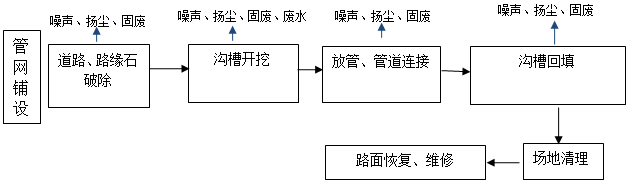 噪声、扬尘、固废
噪声、扬尘、固废、废水
噪声、扬尘、固废
噪声、扬尘、固废
管
网
铺
设
道路、路缘石
破除
沟槽开挖
放管、管道连接
沟槽回填
路面恢复、维修
场地清理